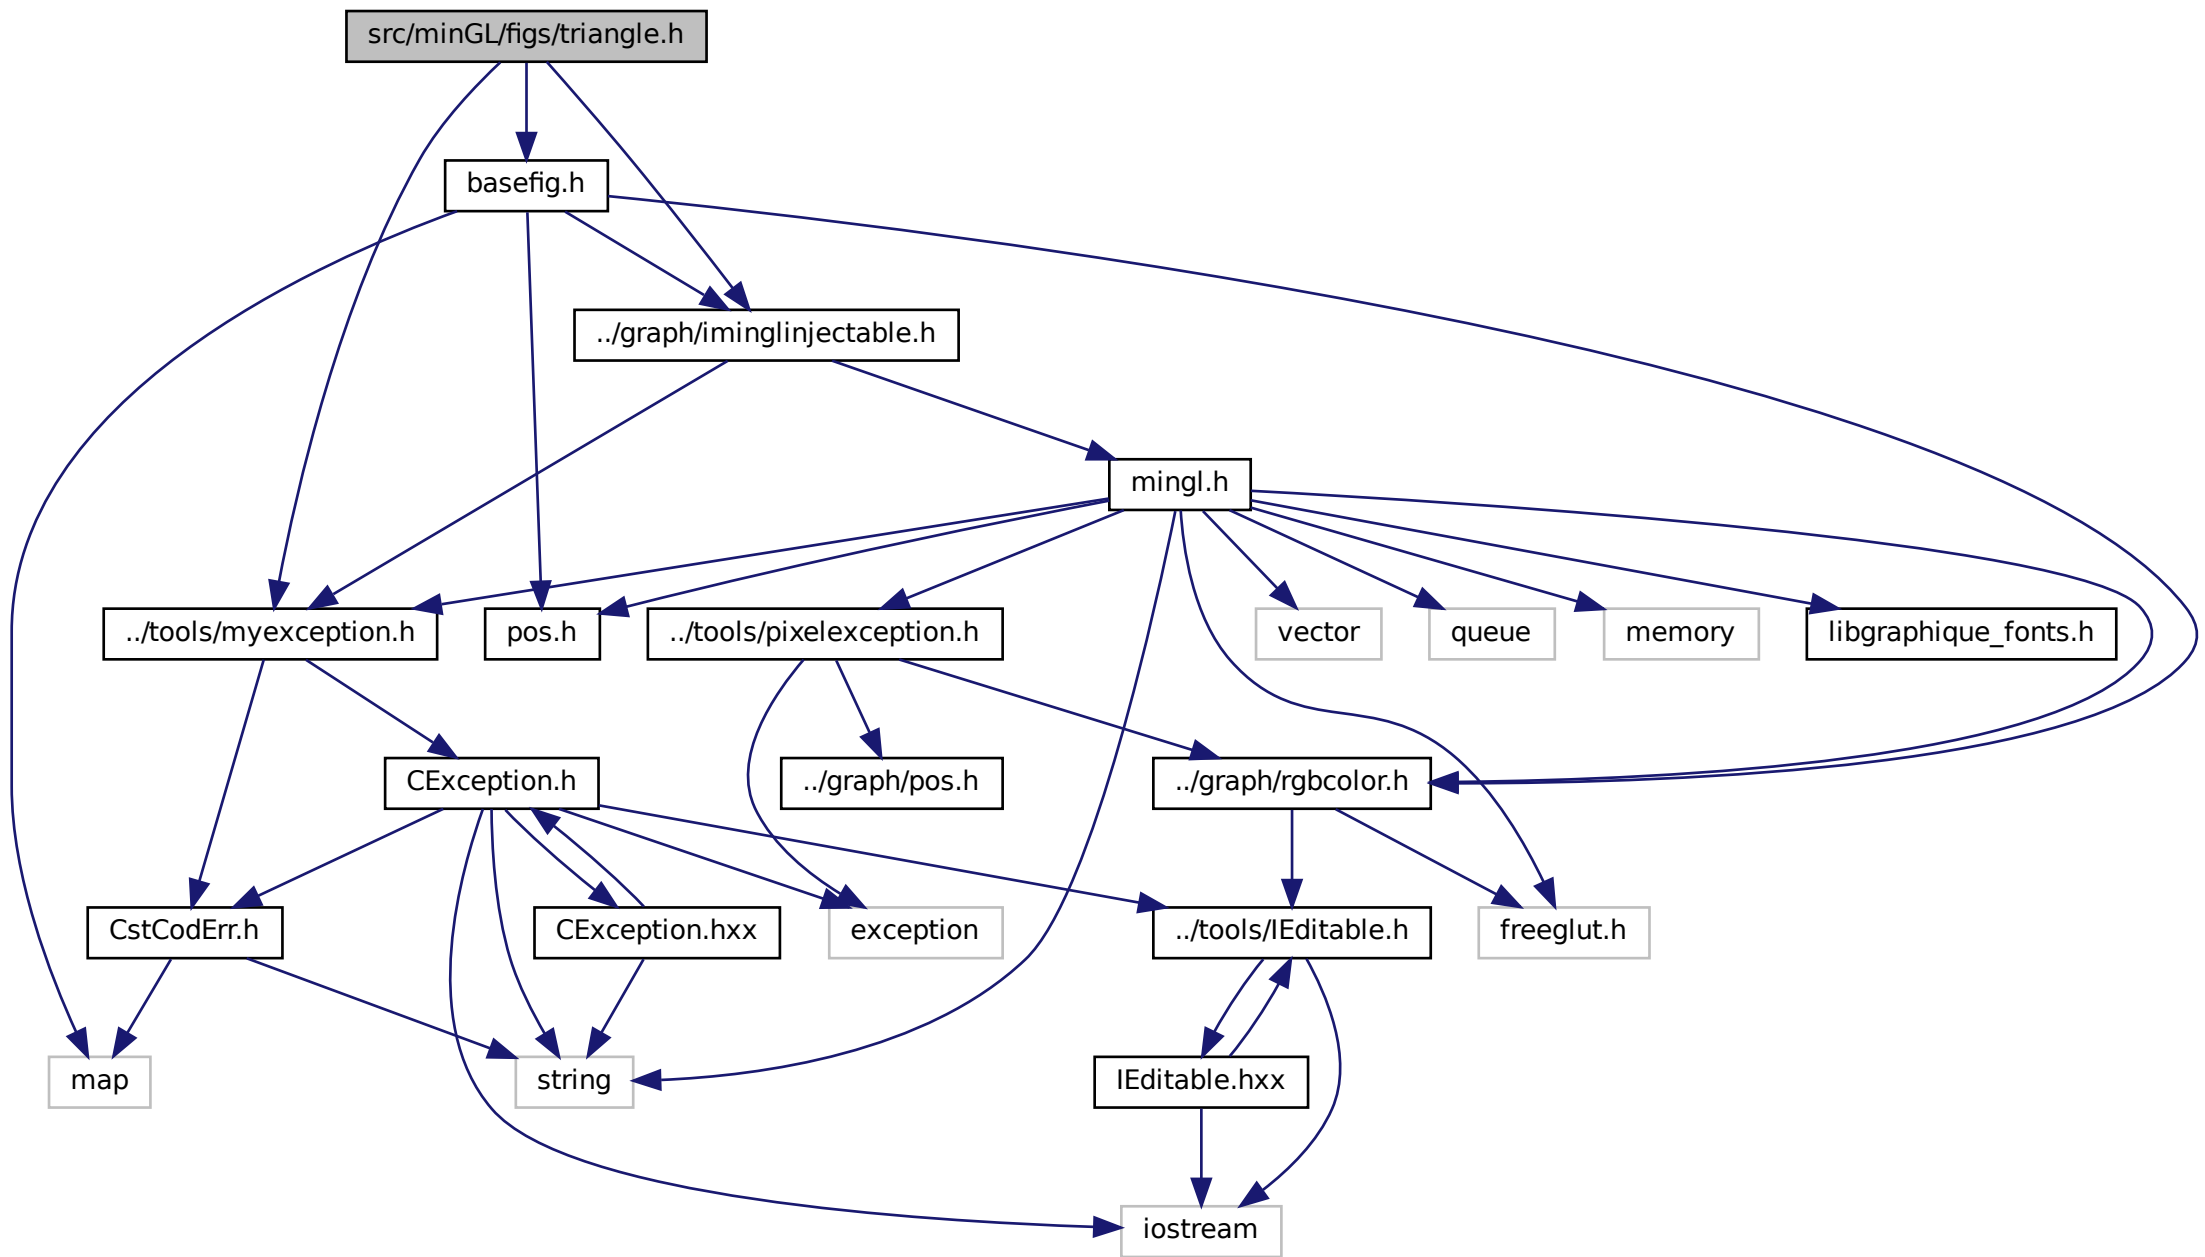 src/minGL/figs/triangle.h
basefig.h
../graph/iminglinjectable.h
mingl.h
../tools/myexception.h
pos.h
../tools/pixelexception.h
vector
queue
memory
libgraphique_fonts.h
CException.h
../graph/pos.h
../graph/rgbcolor.h
CstCodErr.h
CException.hxx
exception
../tools/IEditable.h
freeglut.h
map
string
IEditable.hxx
iostream